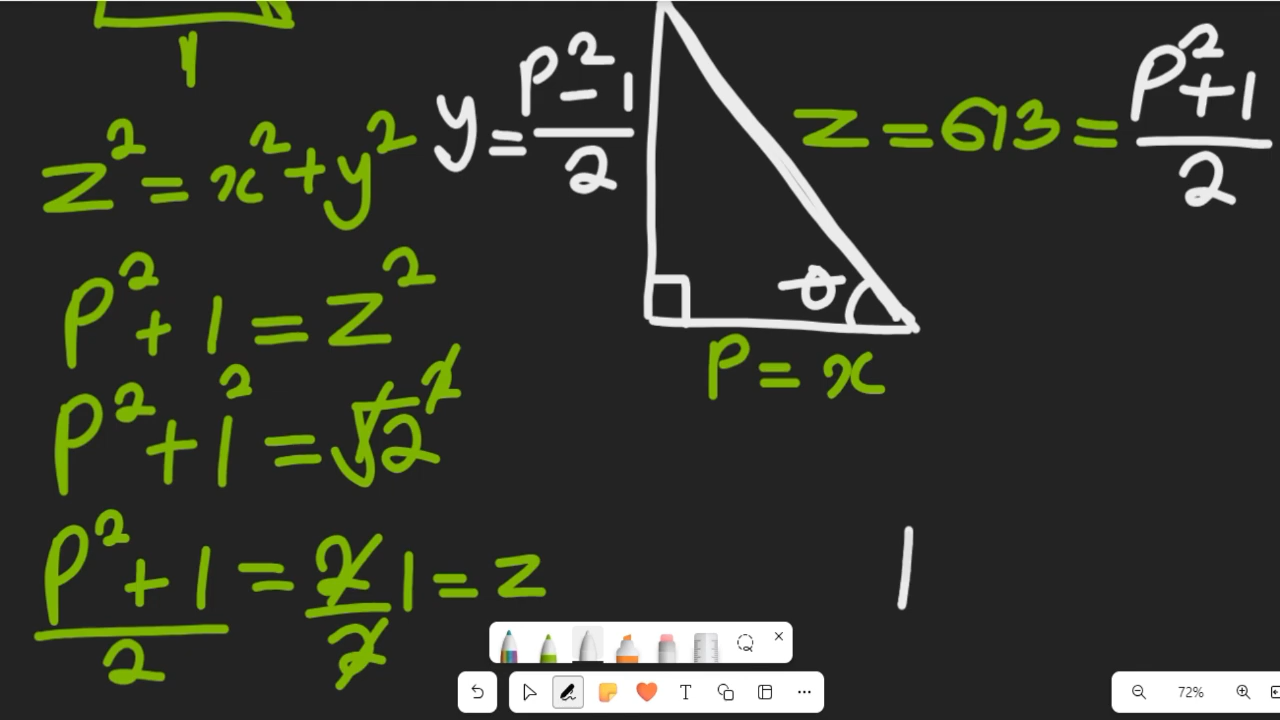 1
z² = x² + y²
y = (p² - 1)/2
z = 613 = (p² + 1)/2
p² + 1 = z²
θ
p = x
p² + 1² = √2²
(p² + 1)/2 = 2/2 1 = z
1
T
72%